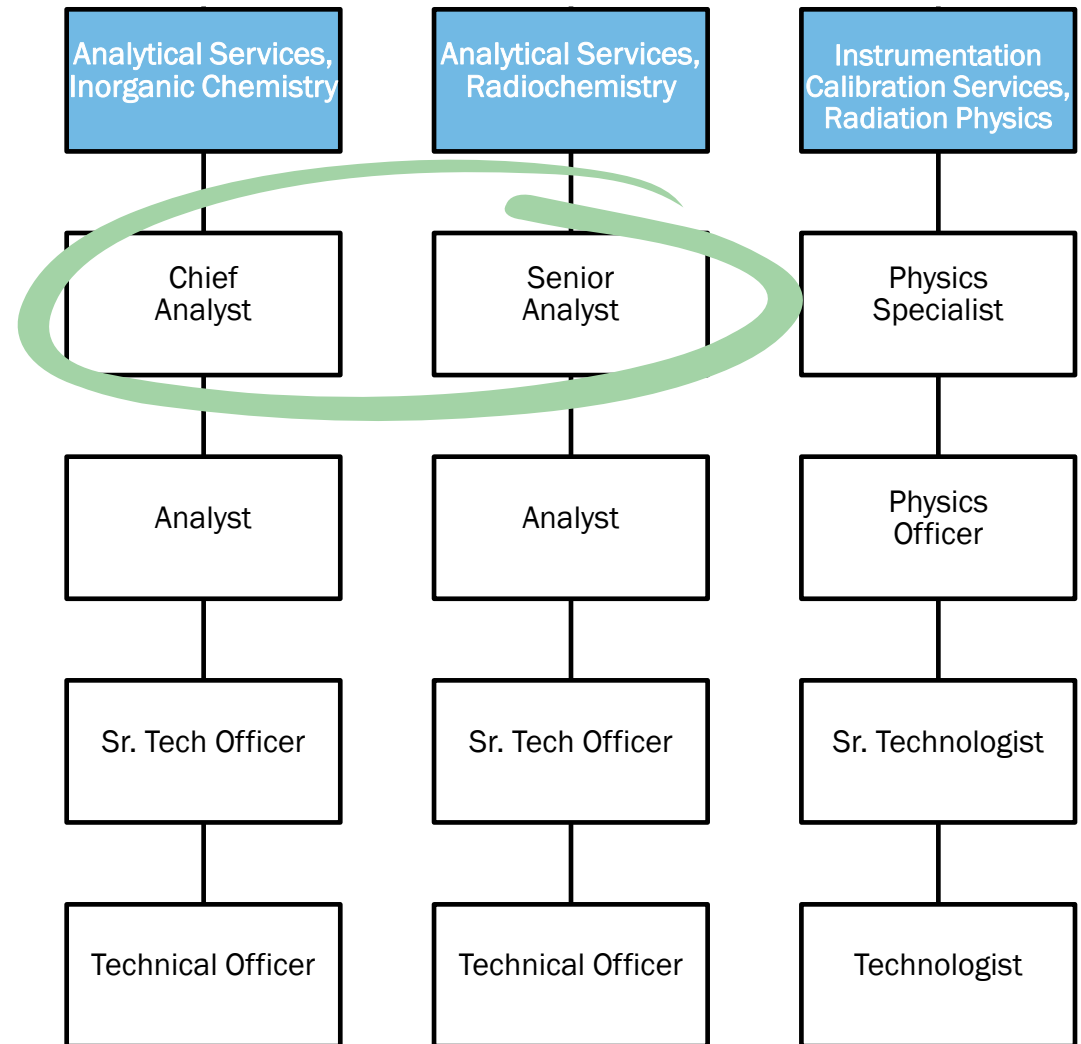 Analytical Services,
Inorganic Chemistry
Analytical Services,
Radiochemistry
Instrumentation
Calibration Services,
Radiation Physics
Chief
Analyst
Senior
Analyst
Physics
Specialist
Analyst
Analyst
Physics
Officer
Sr. Tech Officer
Sr. Tech Officer
Sr. Technologist
Technical Officer
Technical Officer
Technologist